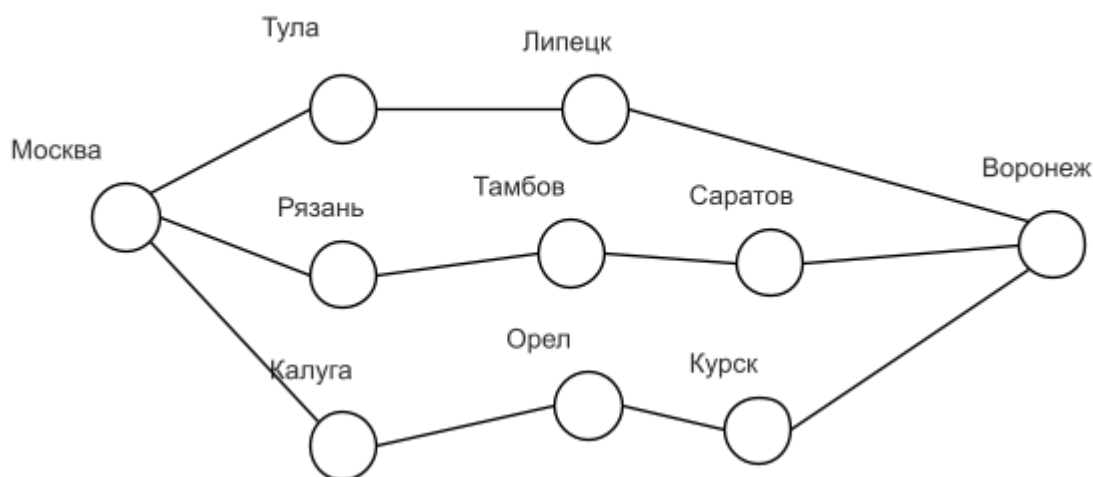 Тула
Липецк
Москва
Воронеж
Тамбов
Саратов
Рязань
Орел
Курск
Калуга